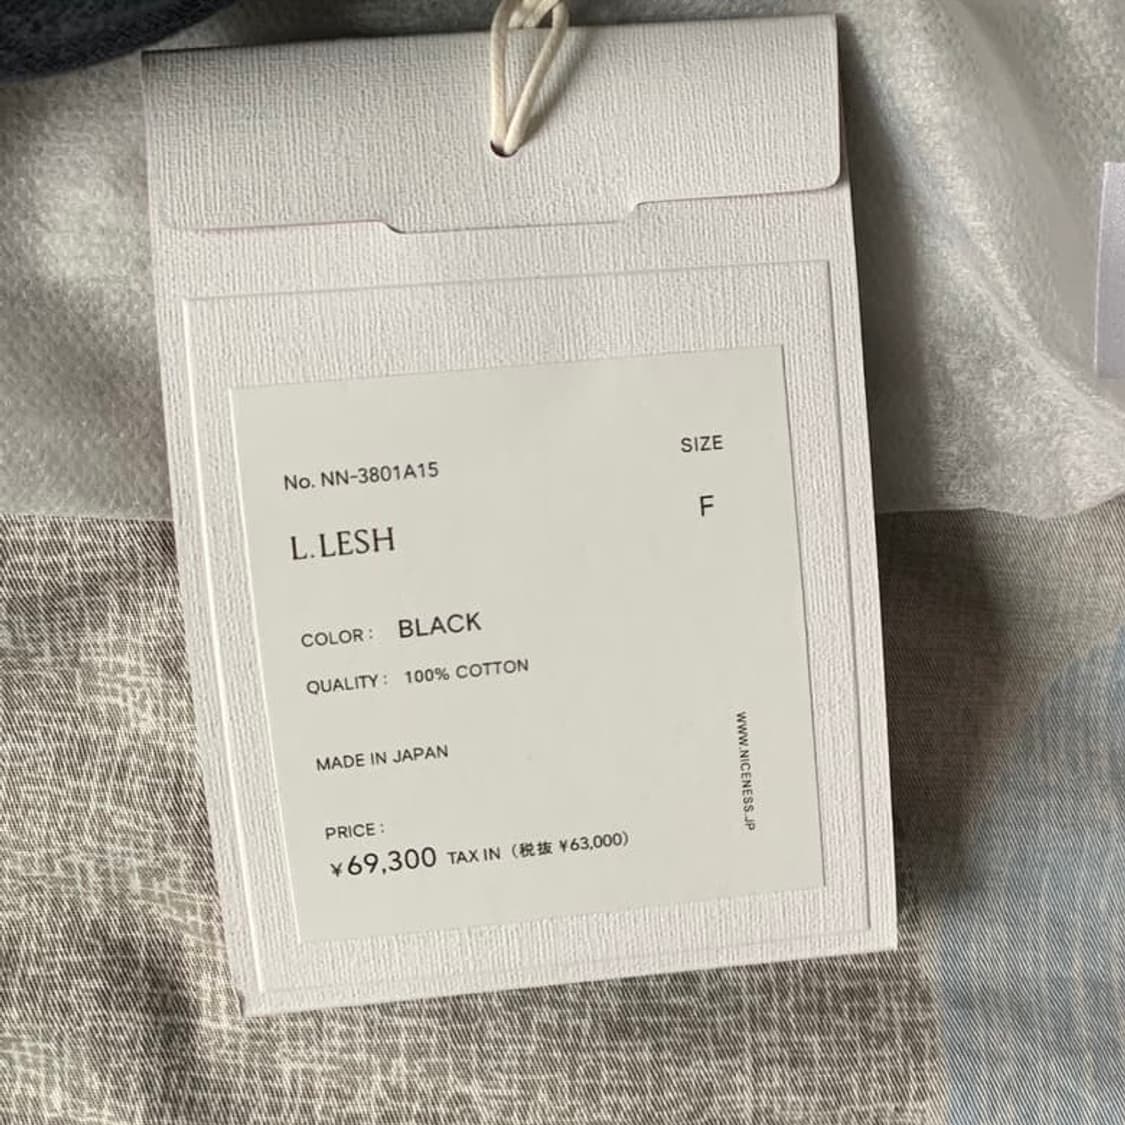 No. NN-3801A15
SIZE
F
L.LESH
COLOR : BLACK
QUALITY : 100% COTTON
MADE IN JAPAN
PRICE :
¥69,300 TAX IN (税抜 ¥63,000)
WWW.NICENESS.JP